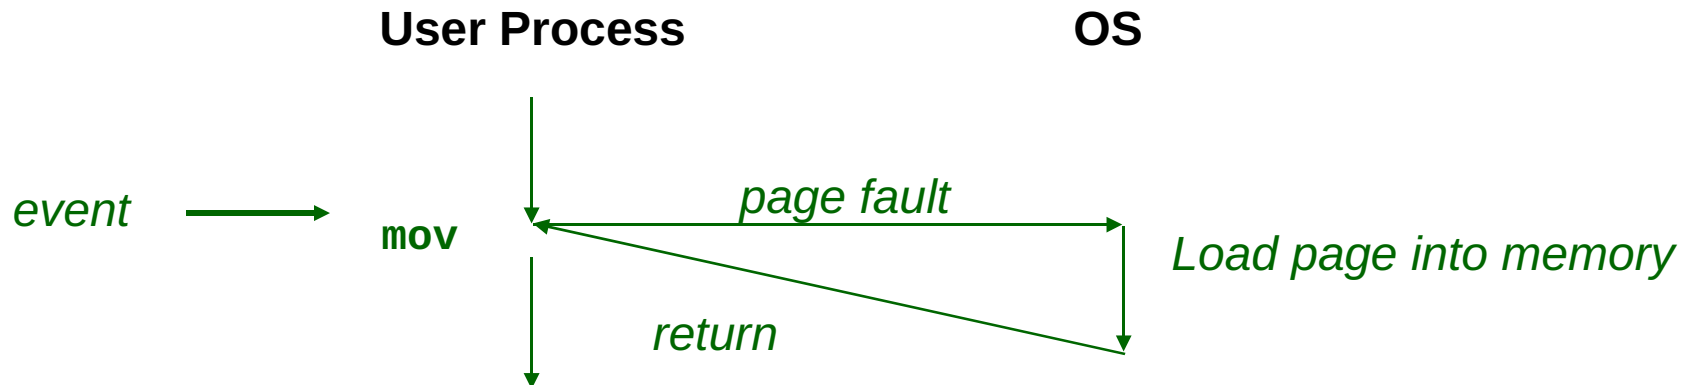 User Process
OS
event
mov
page fault
Load page into memory
return